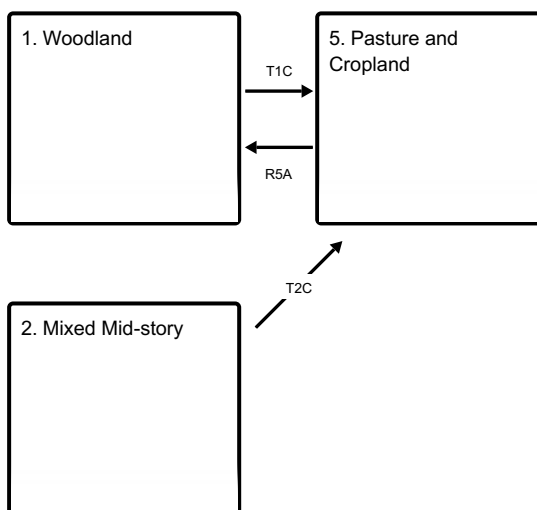 1. Woodland
5. Pasture and
Cropland
T1C
R5A
T2C
2. Mixed Mid-story